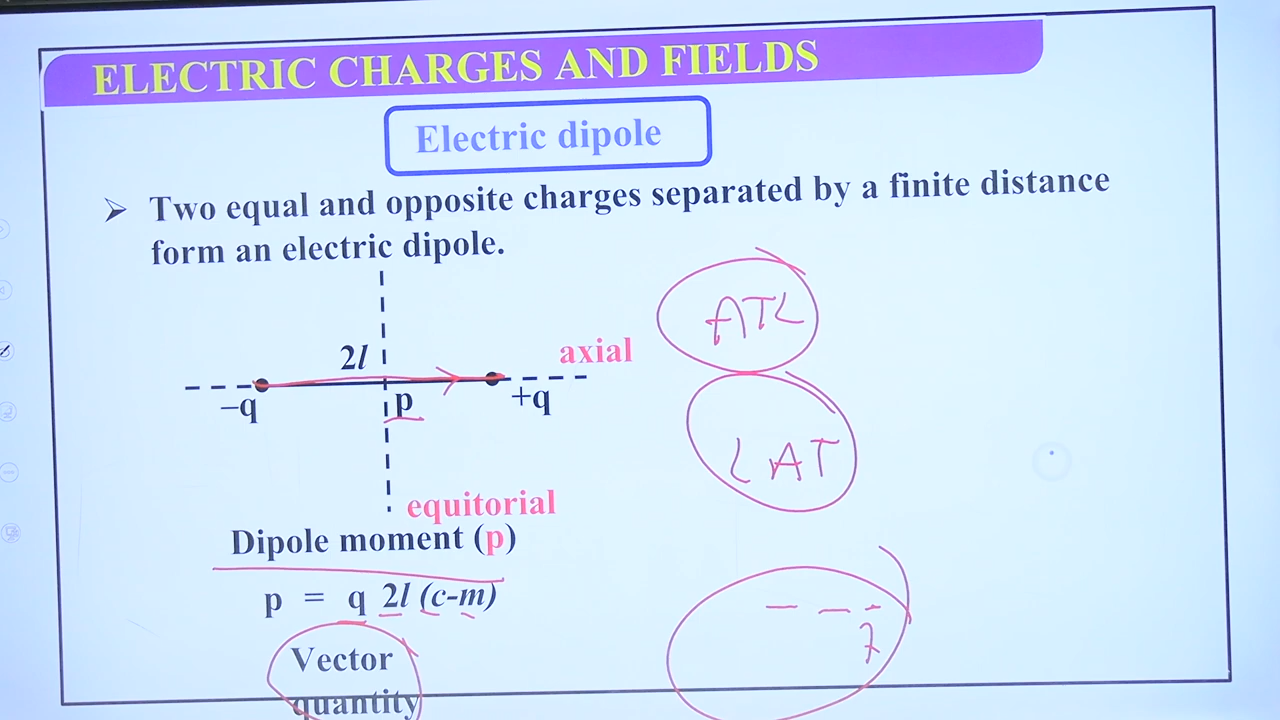 ELECTRIC CHARGES AND FIELDS
Electric dipole
➢ Two equal and opposite charges separated by a finite distance
form an electric dipole.
2l
axial
–q
p
+q
equitorial
ATL
LAT
Dipole moment (p)
p = q 2l (c-m)
Vector
quantity